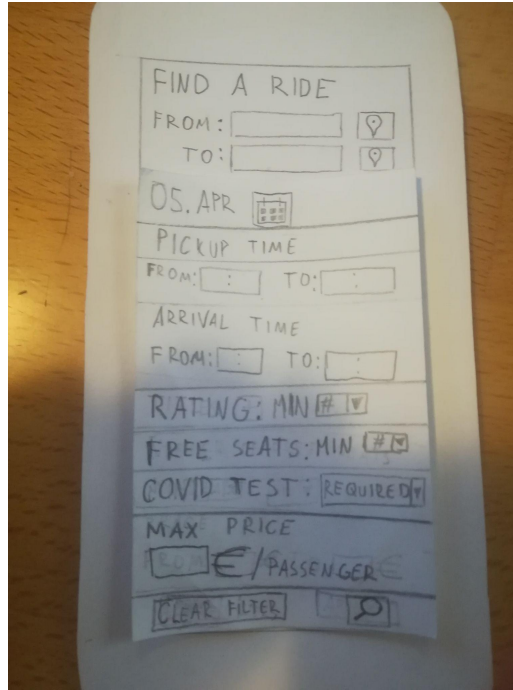 FIND A RIDE
FROM:
TO:
05. APR
PICKUP TIME
FROM: : TO: :
ARRIVAL TIME
FROM: : TO: :
RATING: MIN #
FREE SEATS: MIN #
COVID TEST: REQUIRED
MAX PRICE
€/PASSENGER
CLEAR FILTER